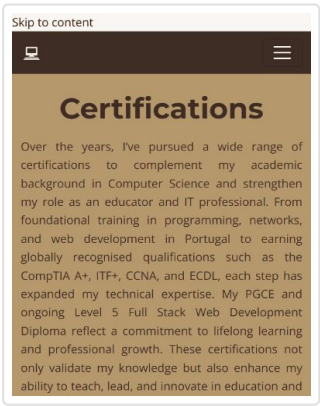 Skip to content
Certifications
Over the years, I've pursued a wide range of
certifications to complement my academic
background in Computer Science and strengthen
my role as an educator and IT professional. From
foundational training in programming, networks,
and web development in Portugal to earning
globally recognised qualifications such as the
CompTIA A+, ITF+, CCNA, and ECDL, each step has
expanded my technical expertise. My PGCE and
ongoing Level 5 Full Stack Web Development
Diploma reflect a commitment to lifelong learning
and professional growth. These certifications not
only validate my knowledge but also enhance my
ability to teach, lead, and innovate in education and